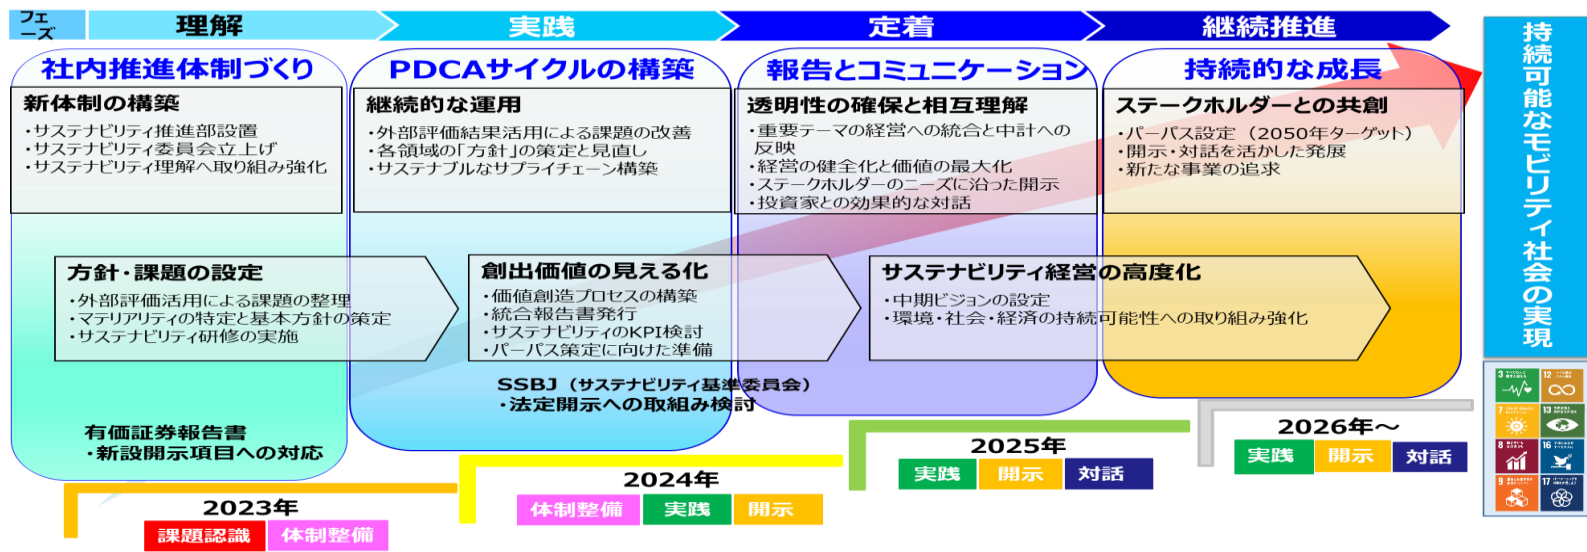 フェ
ーズ
理解
実践
定着
継続推進
社内推進体制づくり
新体制の構築
・サステナビリティ推進部設置
・サステナビリティ委員会立上げ
・サステナビリティ理解へ取り組み強化
方針・課題の設定
・外部評価活用による課題の整理
・マテリアリティの特定と基本方針の策定
・サステナビリティ研修の実施
有価証券報告書
・新設開示項目への対応
PDCAサイクルの構築
継続的な運用
・外部評価結果活用による課題の改善
・各領域の「方針」の策定と見直し
・サステナブルなサプライチェーン構築
創出価値の見える化
・価値創造プロセスの構築
・統合報告書発行
・サステナビリティのKPI検討
・パーパス策定に向けた準備
SSBJ（サステナビリティ基準委員会）
・法定開示への取組み検討
報告とコミュニケーション
透明性の確保と相互理解
・重要テーマの経営への統合と中計への
反映
・経営の健全化と価値の最大化
・ステークホルダーのニーズに沿った開示
・投資家との効果的な対話
サステナビリティ経営の高度化
・中期ビジョンの設定
・環境・社会・経済の持続可能性への取り組み強化
持続的な成長
ステークホルダーとの共創
・パーパス設定（2050年ターゲット）
・開示・対話を活かした発展
・新たな事業の追求
2023年
課題認識
体制整備
2024年
体制整備
実践
開示
2025年
実践
開示
対話
2026年～
実践
開示
対話
持続可能なモビリティ社会の実現
3
12
7
13
8
16
9
17